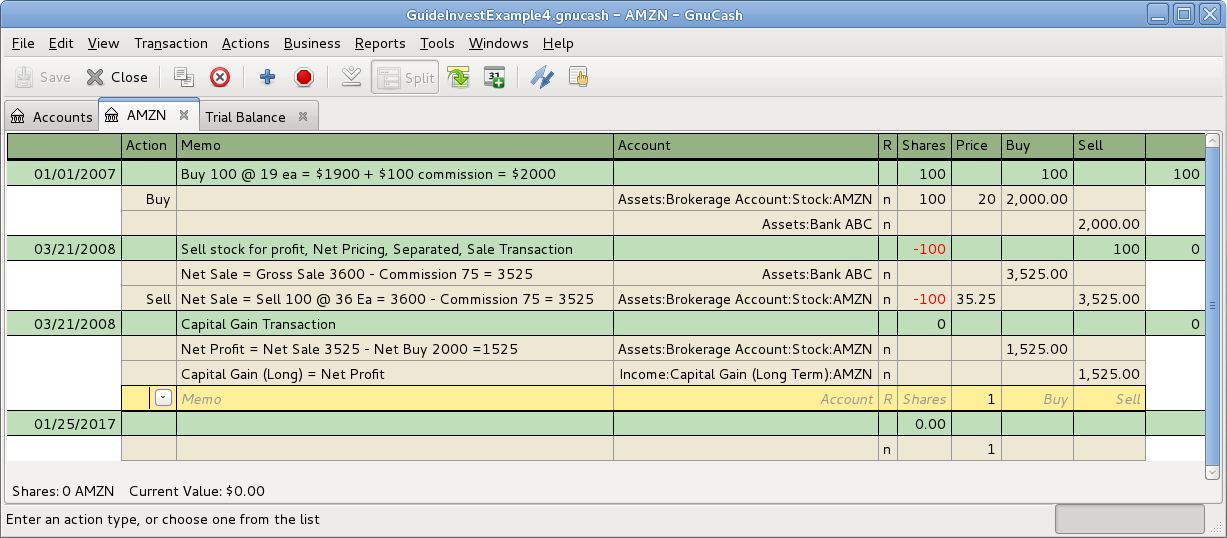 GuideInvestExample4.gnucash - AMZN - GnuCash
File Edit View Transaction Actions Business Reports Tools Windows Help
Save Close Split 31
Accounts AMZN Trial Balance
Action Memo Account R Shares Price Buy Sell
01/01/2007 Buy 100 @ 19 ea = $1900 + $100 commission = $2000 100 100 100
Buy Assets:Brokerage Account:Stock:AMZN n 100 20 2,000.00
Assets:Bank ABC n 2,000.00
03/21/2008 Sell stock for profit, Net Pricing, Separated, Sale Transaction -100 100 0
Net Sale = Gross Sale 3600 - Commission 75 = 3525 Assets:Bank ABC n 3,525.00
Sell Net Sale = Sell 100 @ 36 Ea = 3600 - Commission 75 = 3525 Assets:Brokerage Account:Stock:AMZN n -100 35.25 3,525.00
03/21/2008 Capital Gain Transaction 0 0
Net Profit = Net Sale 3525 - Net Buy 2000 =1525 Assets:Brokerage Account:Stock:AMZN n 1,525.00
Capital Gain (Long) = Net Profit Income:Capital Gain (Long Term):AMZN n 1,525.00
Memo Account R Shares 1 Buy Sell
01/25/2017 0.00
n 1
Shares: 0 AMZN Current Value: $0.00
Enter an action type, or choose one from the list